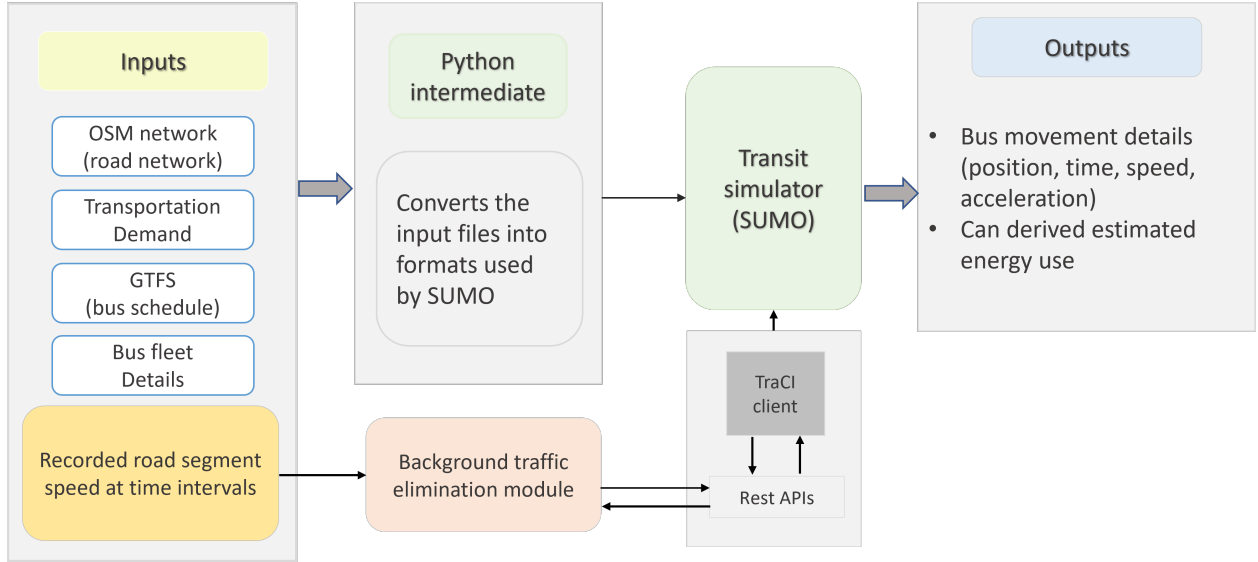 Inputs
OSM network
(road network)
Transportation
Demand
GTFS
(bus schedule)
Bus fleet
Details
Recorded road segment
speed at time intervals
Python
intermediate
Converts the
input files into
formats used
by SUMO
Background traffic
elimination module
Transit
simulator
(SUMO)
TraCI
client
Rest APIs
Outputs
• Bus movement details
(position, time, speed,
acceleration)
• Can derived estimated
energy use